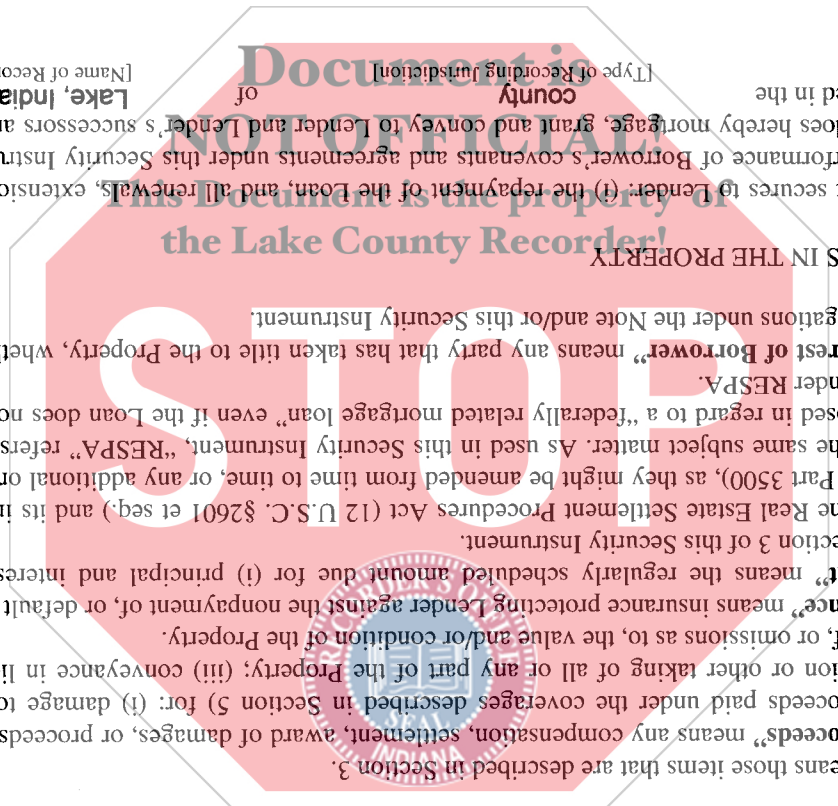 Document is
NOT OFFICIAL!
This Document is the property of
the Lake County Recorder!
STOP
RECORDER'S OFFICE
SEAL
INDIANA
eans those items that are described in Section 3.
oceeds” means any compensation, settlement, award of damages, or proceeds
oceeds paid under the coverages described in Section 5) for: (i) damage to
ion or other taking of all or any part of the Property; (iii) conveyance in li
f, or omissions as to, the value and/or condition of the Property.
nce” means insurance protecting Lender against the nonpayment of, or default
t” means the regularly scheduled amount due for (i) principal and interes
ection 3 of this Security Instrument.
he Real Estate Settlement Procedures Act (12 U.S.C. §2601 et seq.) and its i
Part 3500), as they might be amended from time to time, or any additional or
he same subject matter. As used in this Security Instrument, “RESPA” refers
sed in regard to a “federally related mortgage loan” even if the Loan does no
nder RESPA.
rest of Borrower” means any party that has taken title to the Property, wheth
gations under the Note and/or this Security Instrument.
S IN THE PROPERTY
t secures to Lender: (i) the repayment of the Loan, and all renewals, extensio
rformance of Borrower’s covenants and agreements under this Security Instru
oes hereby mortgage, grant and convey to Lender and Lender’s successors a
ed in the county of Lake, India
[Type of Recording Jurisdiction] [Name of Reco